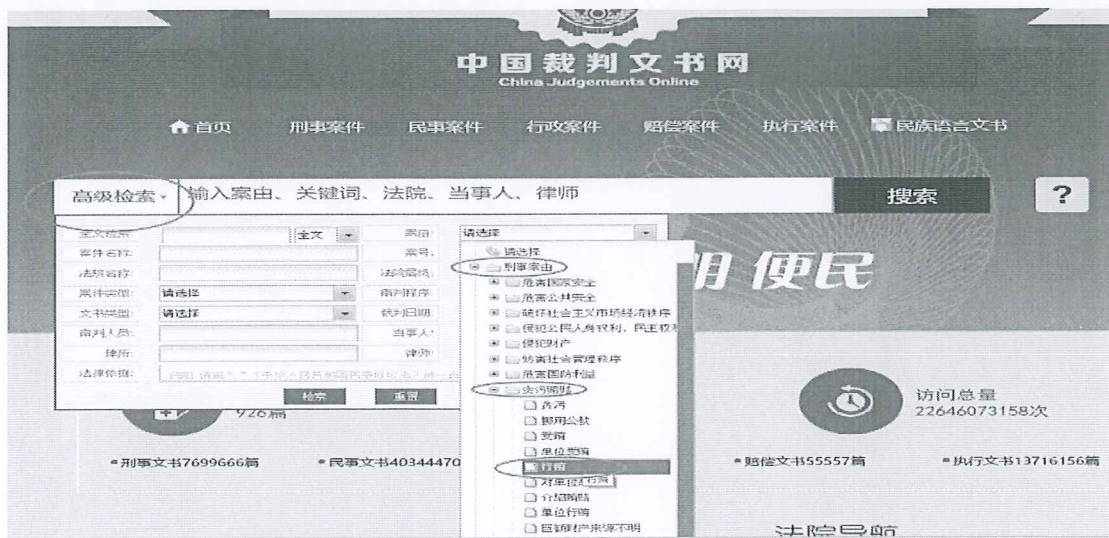 中国裁判文书网
China Judgements Online
首页 刑事案件 民事案件 行政案件 赔偿案件 执行案件 民族语言文书
高级检索 输入案由、关键词、法院、当事人、律师 搜索 ?
全文检索: 全文 案由: 请选择
案件名称: 案号: 请选择
法院名称: 法院层级: 刑事案由
案件类型: 请选择 审判程序: 危害国家安全
文书类型: 请选择 裁判日期: 危害公共安全
审判人员: 当事人: 破坏社会主义市场经济秩序
律所: 律师: 侵犯公民人身权利、民主权利
法律依据: 侵犯财产
妨害社会管理秩序
危害国防利益
贪污贿赂
贪污
挪用公款
受贿
单位受贿
行贿
对单位行贿
介绍贿赂
单位行贿
巨额财产来源不明
检索 重置
便民
926篇
访问总量
22646073158次
刑事文书7699666篇 民事文书40344470 赔偿文书55557篇 执行文书13716156篇
法院导航